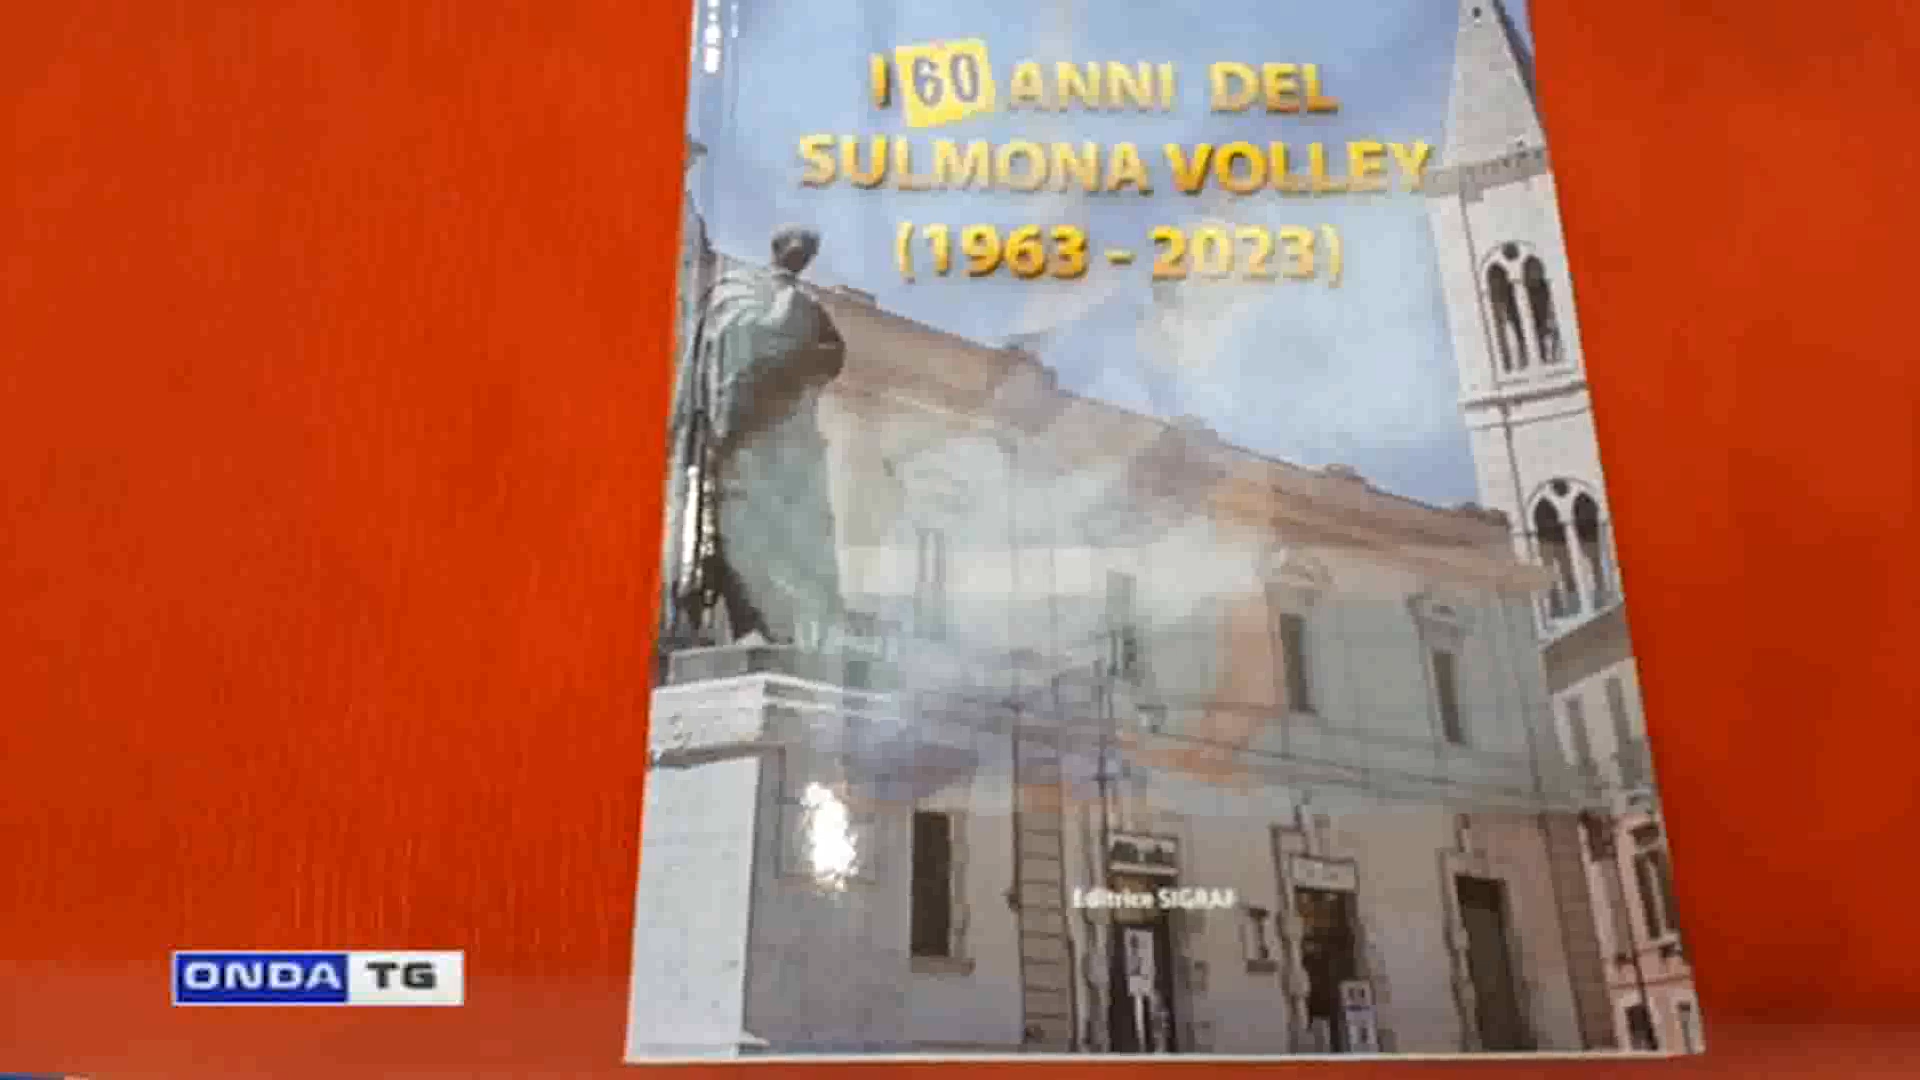 I 60 ANNI DEL
SULMONA VOLLEY
(1963 - 2023)
Editrice SIGRAF
ONDA TG